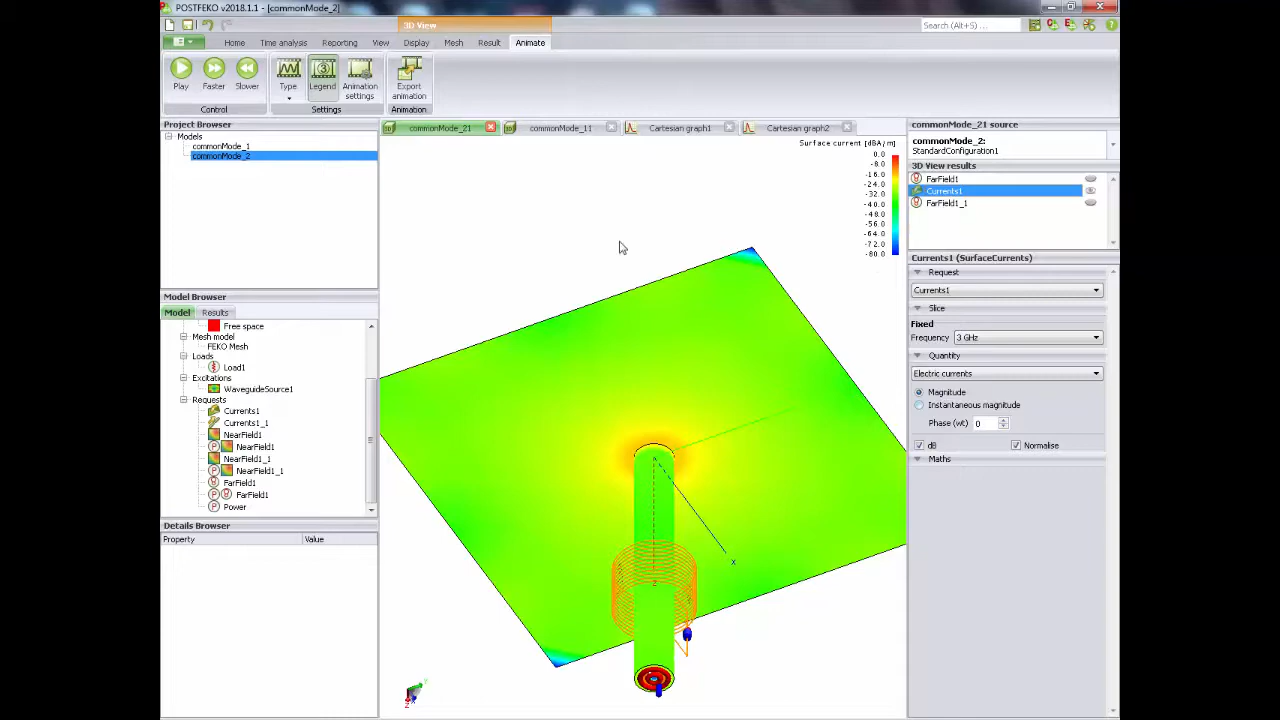 POSTFEKO v2018.1.1 - [commonMode_2]
3D View
Search (Alt+S) ...
Home Time analysis Reporting View Display Mesh Result Animate
Play Faster Slower Type Legend Animation settings Export animation
Control Settings Animation
Project Browser
Models
commonMode_1
commonMode_2
commonMode_21 commonMode_11 Cartesian graph1 Cartesian graph2
Surface current [dBA/m]
0.0
-8.0
-16.0
-24.0
-32.0
-40.0
-48.0
-56.0
-64.0
-72.0
-80.0
X
Z
Model Browser
Model Results
Free space
Mesh model
FEKO Mesh
Loads
Load1
Excitations
WaveguideSource1
Requests
Currents1
Currents1_1
NearField1
NearField1
NearField1_1
NearField1_1
FarField1
FarField1
Power
Details Browser
Property Value
commonMode_21 source
commonMode_2:
StandardConfiguration1
3D View results
FarField1
Currents1
FarField1_1
Currents1 (SurfaceCurrents)
Request
Currents1
Slice
Fixed
Frequency 3 GHz
Quantity
Electric currents
Magnitude
Instantaneous magnitude
Phase (wt) 0
dB Normalise
Maths